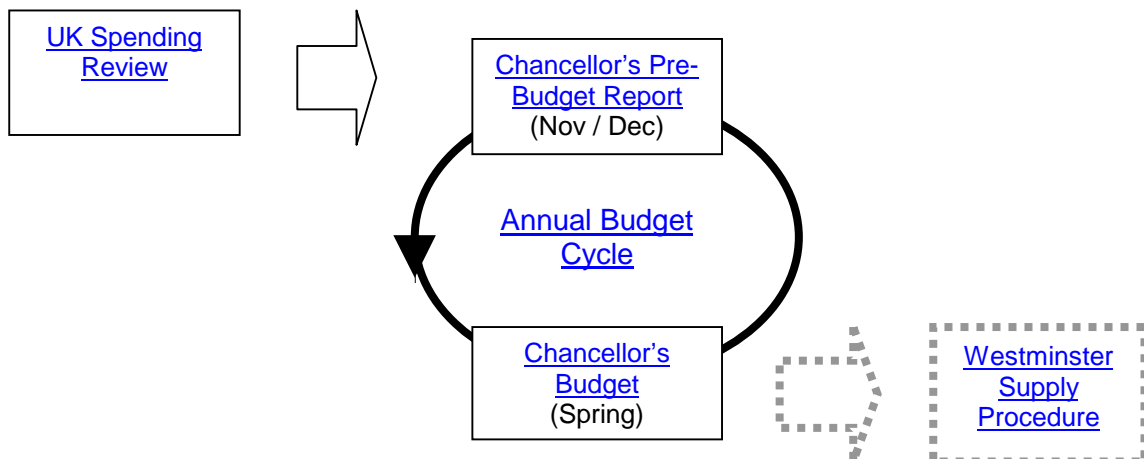 UK Spending
Review
Chancellor's Pre-
Budget Report
(Nov / Dec)
Annual Budget
Cycle
Chancellor's
Budget
(Spring)
Westminster
Supply
Procedure